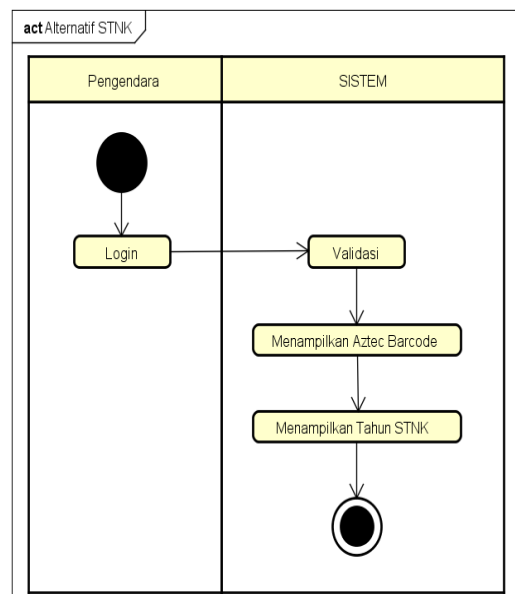 act Alternatif STNK
Pengendara
SISTEM
Login
Validasi
Menampilkan Aztec Barcode
Menampilkan Tahun STNK